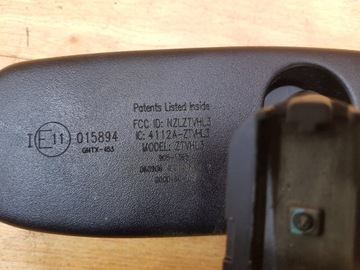 Patents Listed Inside
FCC ID: NZLZTVHL3
IC: 4112A-ZTVHL3
MODEL: ZTVHL3
I E11 015894
GNTX-453